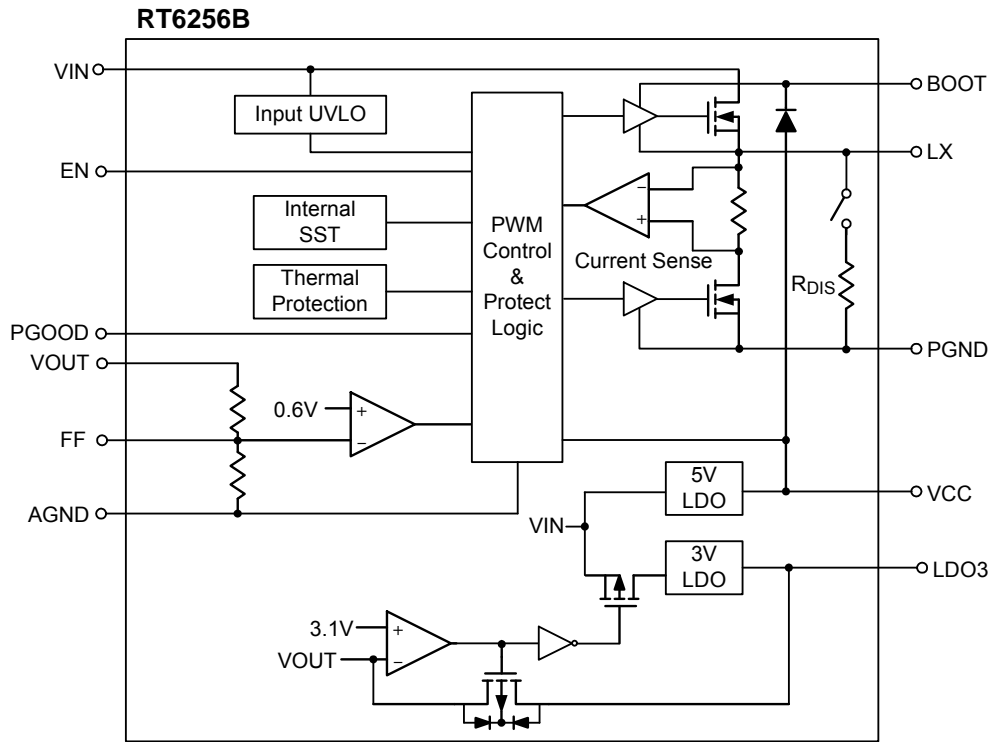 RT6256B
VIN
BOOT
Input UVLO
LX
EN
Internal
SST
PWM
Control
&
Protect
Logic
−
+
Current Sense
Thermal
Protection
RDIS
PGOOD
PGND
VOUT
0.6V
+
−
FF
5V
LDO
VCC
AGND
VIN
3V
LDO
LDO3
3.1V
+
VOUT
−